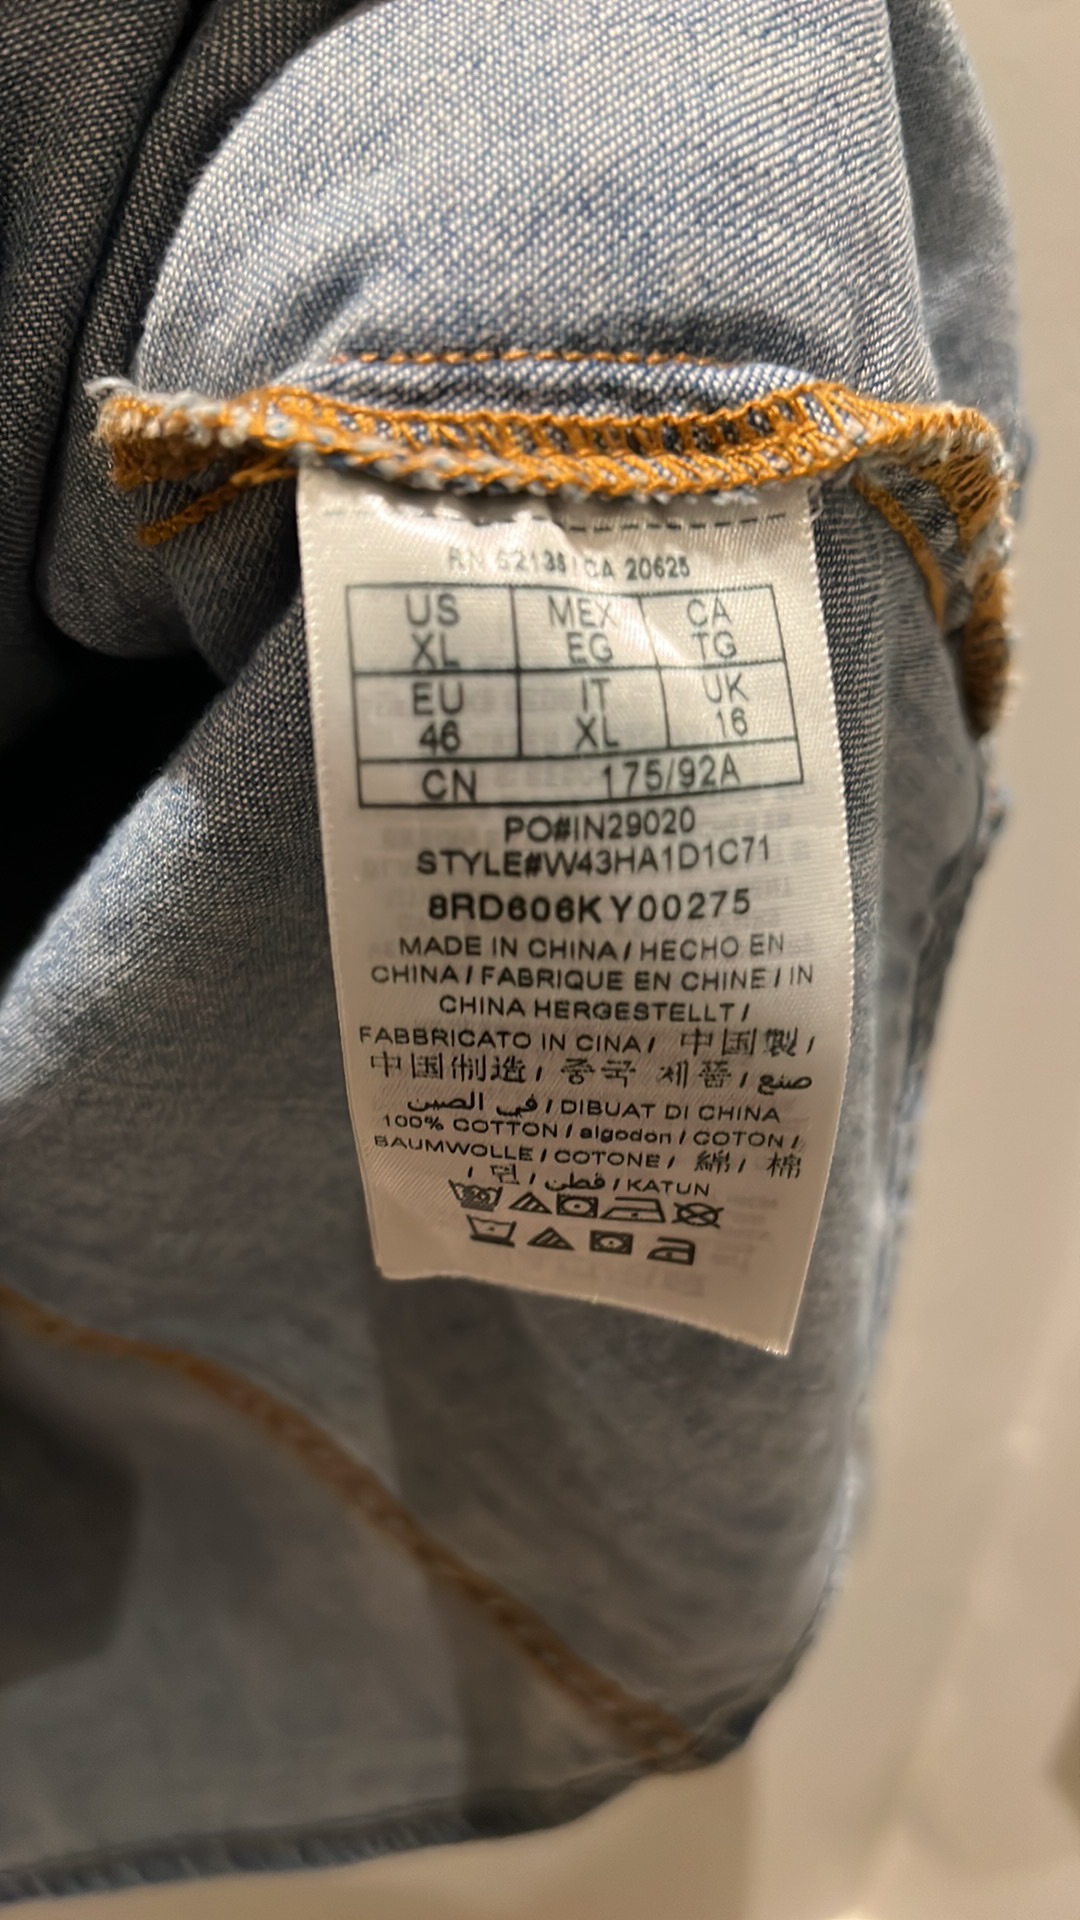 RN 62136 / CA 20625
US MEX CA
XL EG TG
EU IT UK
46 XL 16
CN 175/92A
PO#IN29020
STYLE#W43HA1D1C71
8RD606KY00275
MADE IN CHINA / HECHO EN
CHINA / FABRIQUE EN CHINE / IN
CHINA HERGESTELLT /
FABBRICATO IN CINA / 中国製 /
中国制造 / 중국 제품 / صنع
في الصين / DIBUAT DI CHINA
100% COTTON / algodon / COTON /
BAUMWOLLE / COTONE / 綿 / 棉
/ 면 / قطن / KATUN